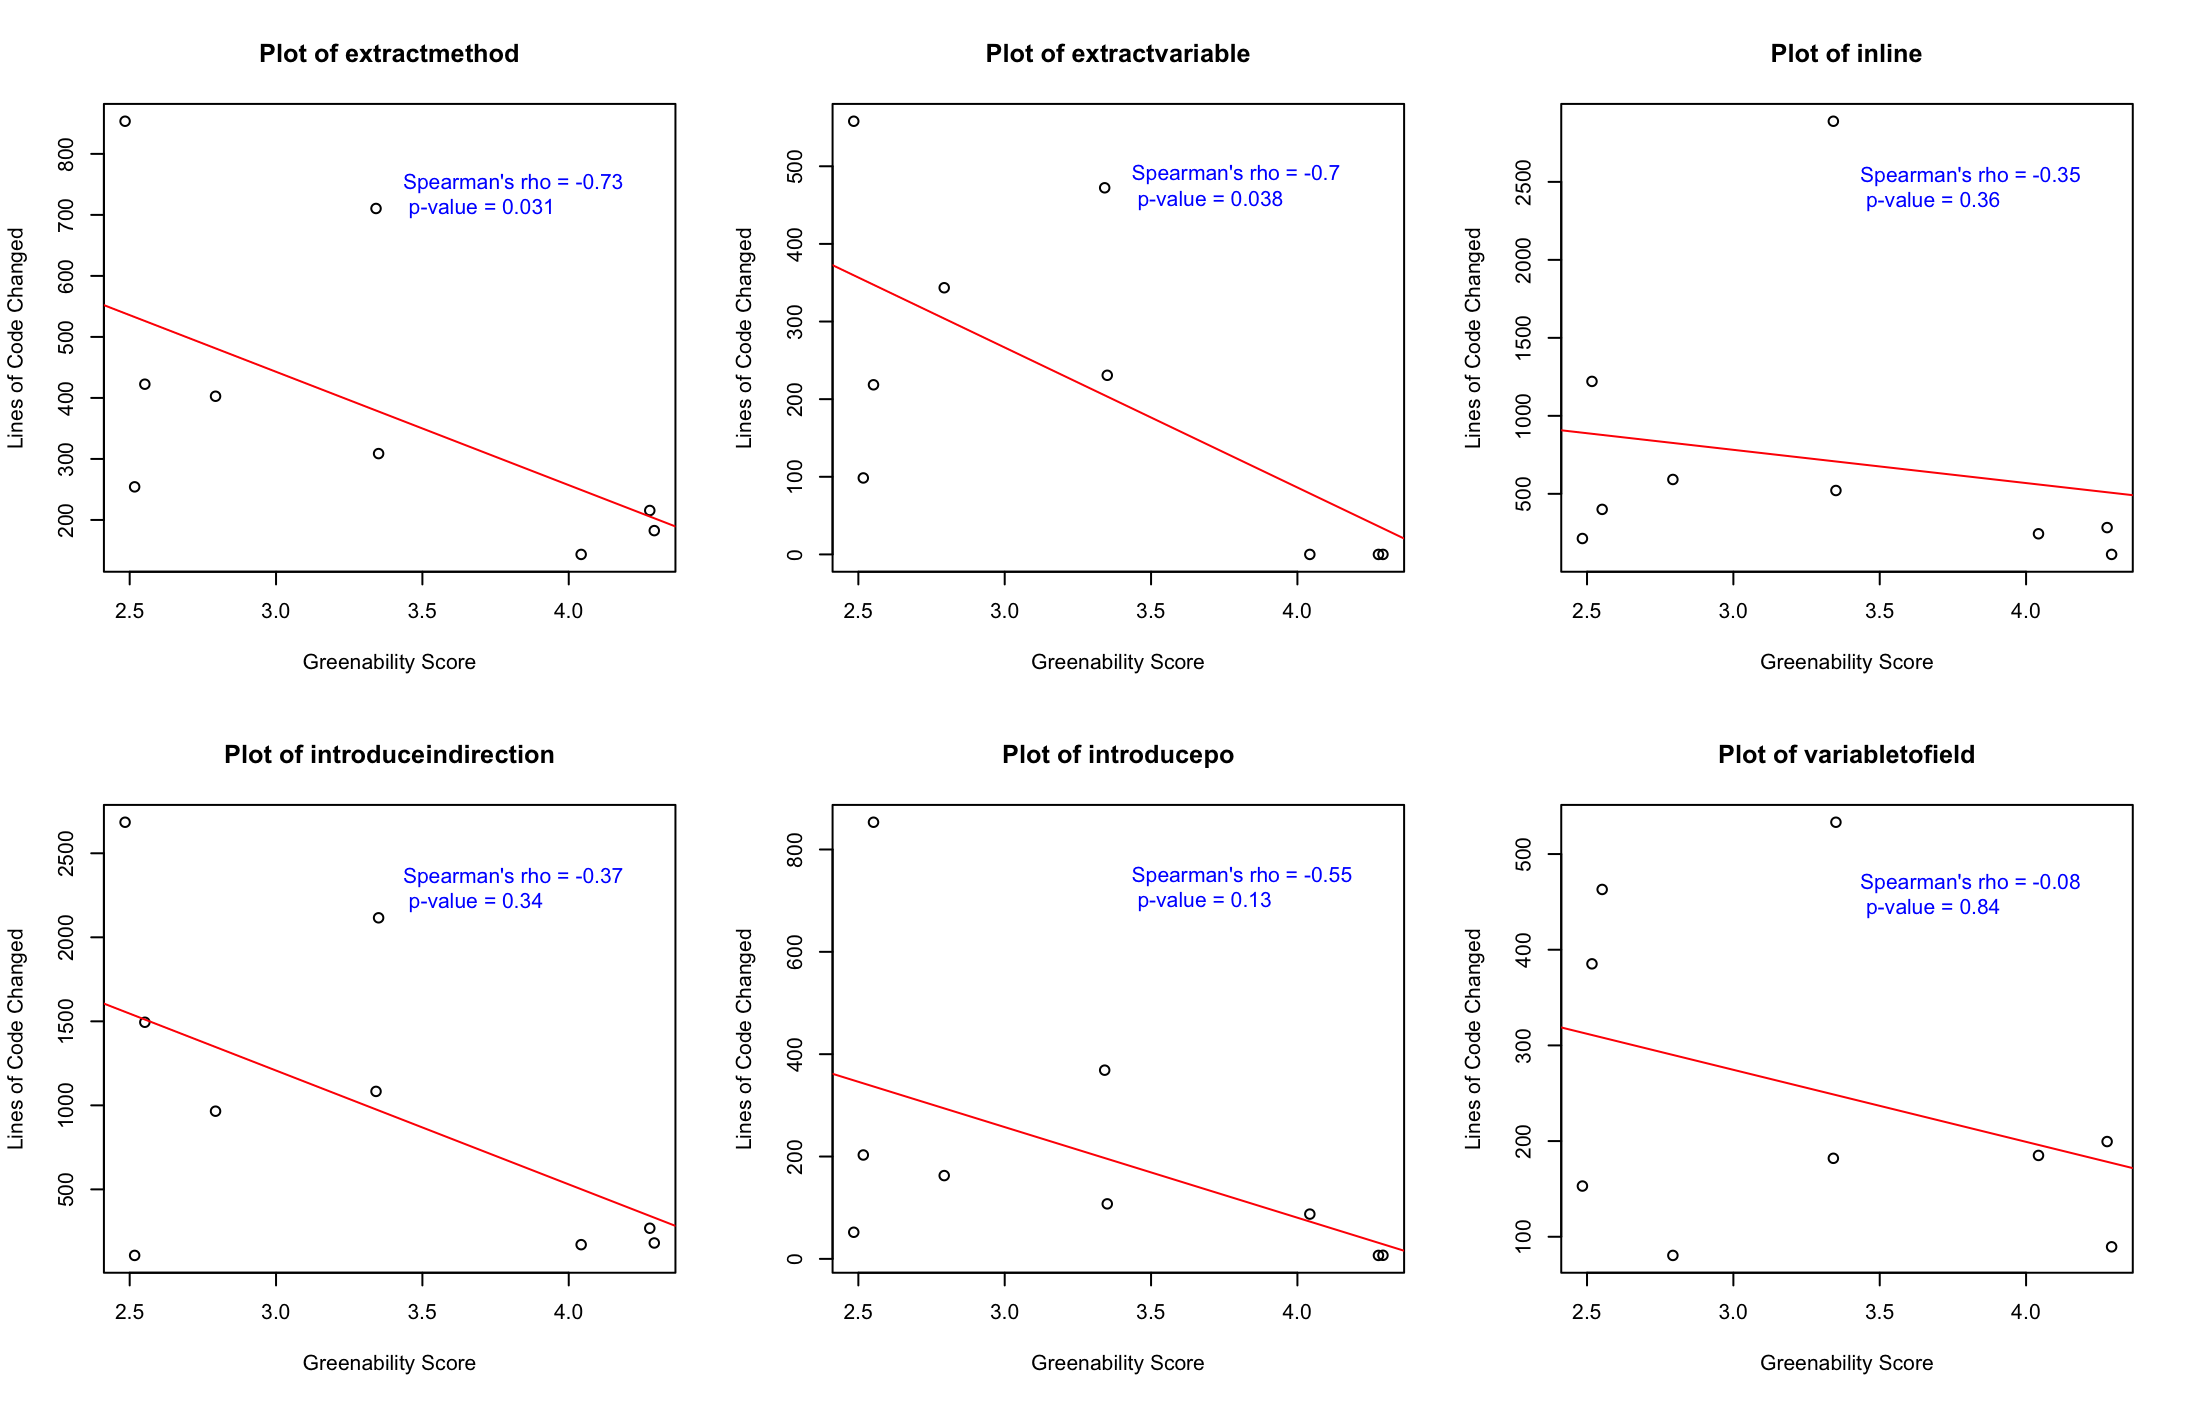 Plot of extractmethod
Spearman's rho = -0.73
p-value = 0.031
Lines of Code Changed
800
700
600
500
400
300
200
2.5 3.0 3.5 4.0
Greenability Score
Plot of extractvariable
Spearman's rho = -0.7
p-value = 0.038
Lines of Code Changed
500
400
300
200
100
0
2.5 3.0 3.5 4.0
Greenability Score
Plot of inline
Spearman's rho = -0.35
p-value = 0.36
Lines of Code Changed
2500
2000
1500
1000
500
2.5 3.0 3.5 4.0
Greenability Score
Plot of introduceindirection
Spearman's rho = -0.37
p-value = 0.34
Lines of Code Changed
2500
2000
1500
1000
500
2.5 3.0 3.5 4.0
Greenability Score
Plot of introducepo
Spearman's rho = -0.55
p-value = 0.13
Lines of Code Changed
800
600
400
200
0
2.5 3.0 3.5 4.0
Greenability Score
Plot of variabletofield
Spearman's rho = -0.08
p-value = 0.84
Lines of Code Changed
500
400
300
200
100
2.5 3.0 3.5 4.0
Greenability Score